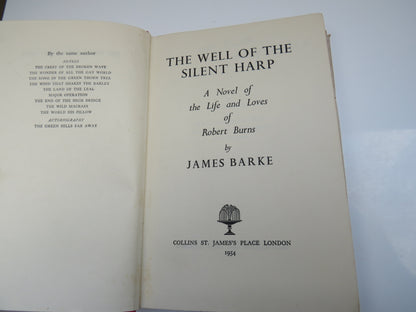 By the same author
NOVELS
THE CREST OF THE BROKEN WAVE
THE WONDER OF ALL THE GAY WORLD
THE SONG IN THE GREEN THORN TREE
THE WIND THAT SHAKES THE BARLEY
THE LAND OF THE LEAL
MAJOR OPERATION
THE END OF THE HIGH BRIDGE
THE WILD MACRAES
THE WORLD HIS PILLOW
AUTOBIOGRAPHY
THE GREEN HILLS FAR AWAY
THE WELL OF THE
SILENT HARP
A Novel of
the Life and Loves
of
Robert Burns
by
JAMES BARKE
COLLINS ST. JAMES'S PLACE LONDON
1954